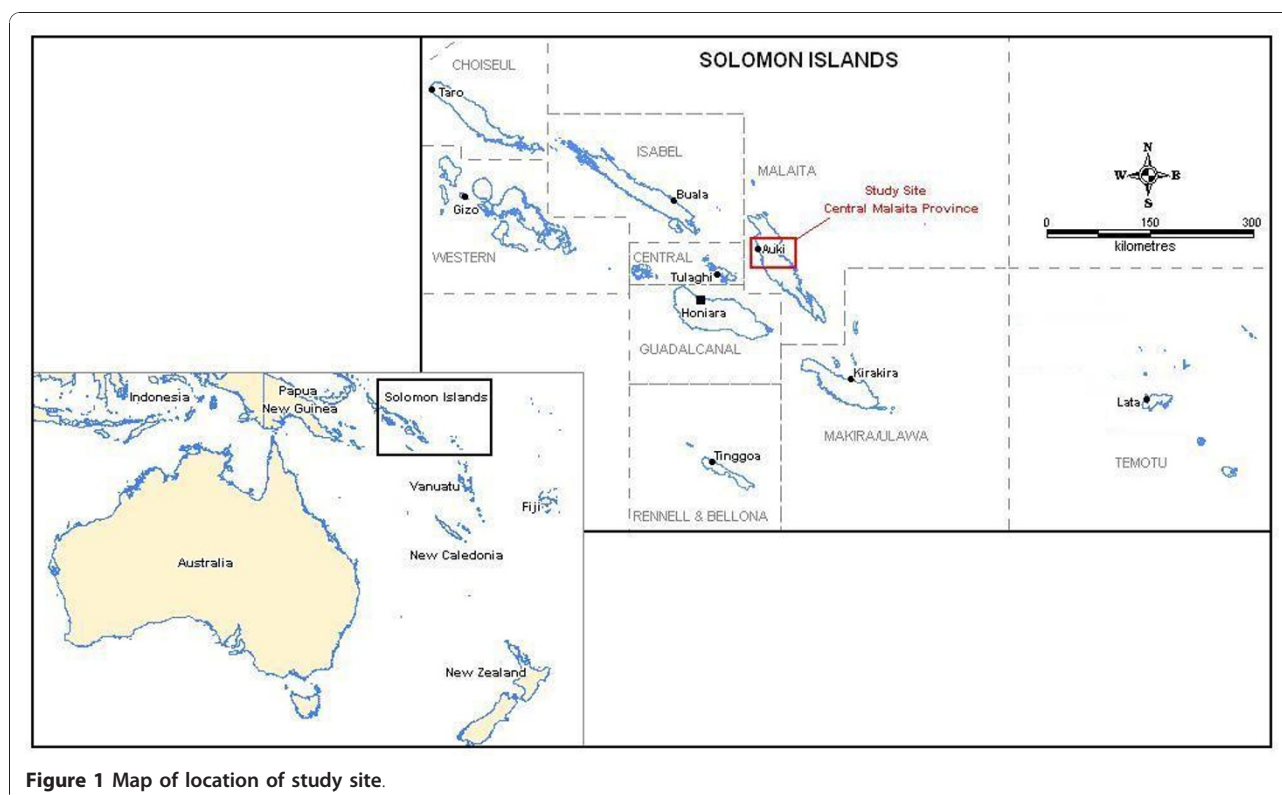 SOLOMON ISLANDS
CHOISEUL
Taro
ISABEL
MALAITA
Study Site
Central Malaita Province
Buala
Gizo
Auki
WESTERN
CENTRAL
Tulaghi
Honiara
GUADALCANAL
Kirakira
MAKIRA/ULAWA
Lata
TEMOTU
Tinggoa
RENNELL & BELLONA
N
W E
S
0 150 300
kilometres
Indonesia
Papua
New Guinea
Solomon Islands
Vanuatu
Fiji
New Caledonia
Australia
New Zealand
Figure 1 Map of location of study site.